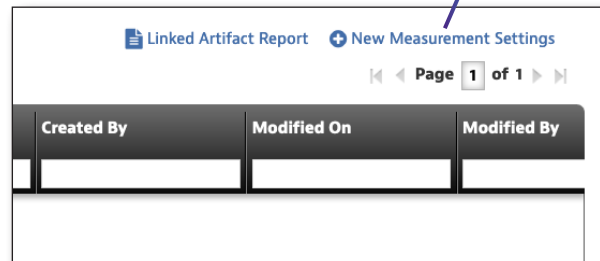 Linked Artifact Report New Measurement Settings
Page 1 of 1
Created By Modified On Modified By